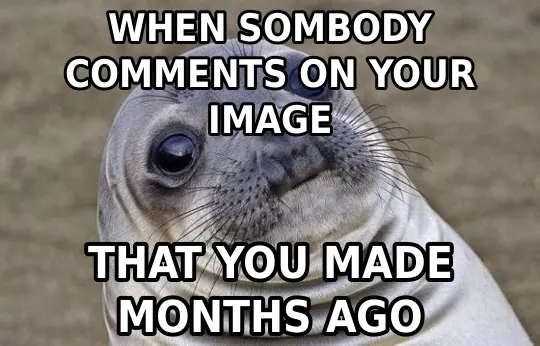 WHEN SOMBODY
COMMENTS ON YOUR
IMAGE
THAT YOU MADE
MONTHS AGO